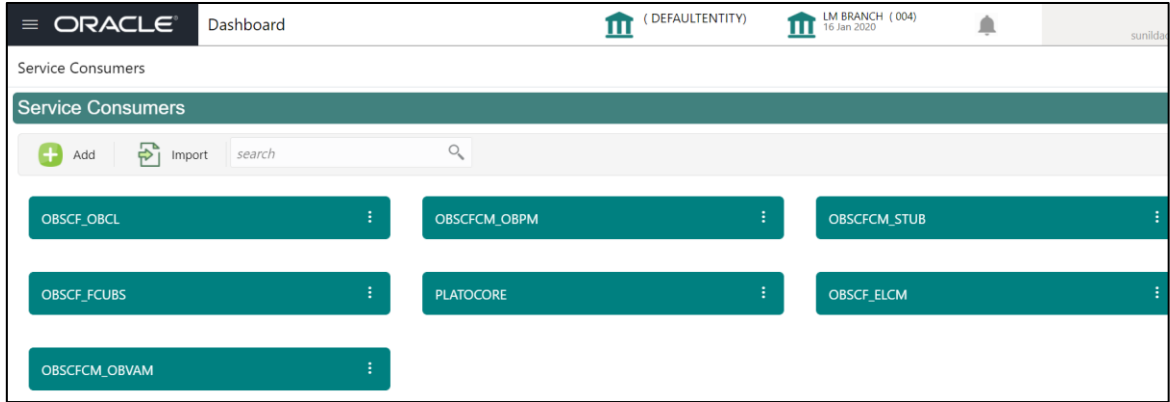 ORACLE Dashboard ( DEFAULTENTITY) LM BRANCH ( 004)
16 Jan 2020
Service Consumers
Service Consumers
Add Import search
OBSCF_OBCL OBSCFCM_OBPM OBSCFCM_STUB
OBSCF_FCUBS PLATOCORE OBSCF_ELCM
OBSCFCM_OBVAM